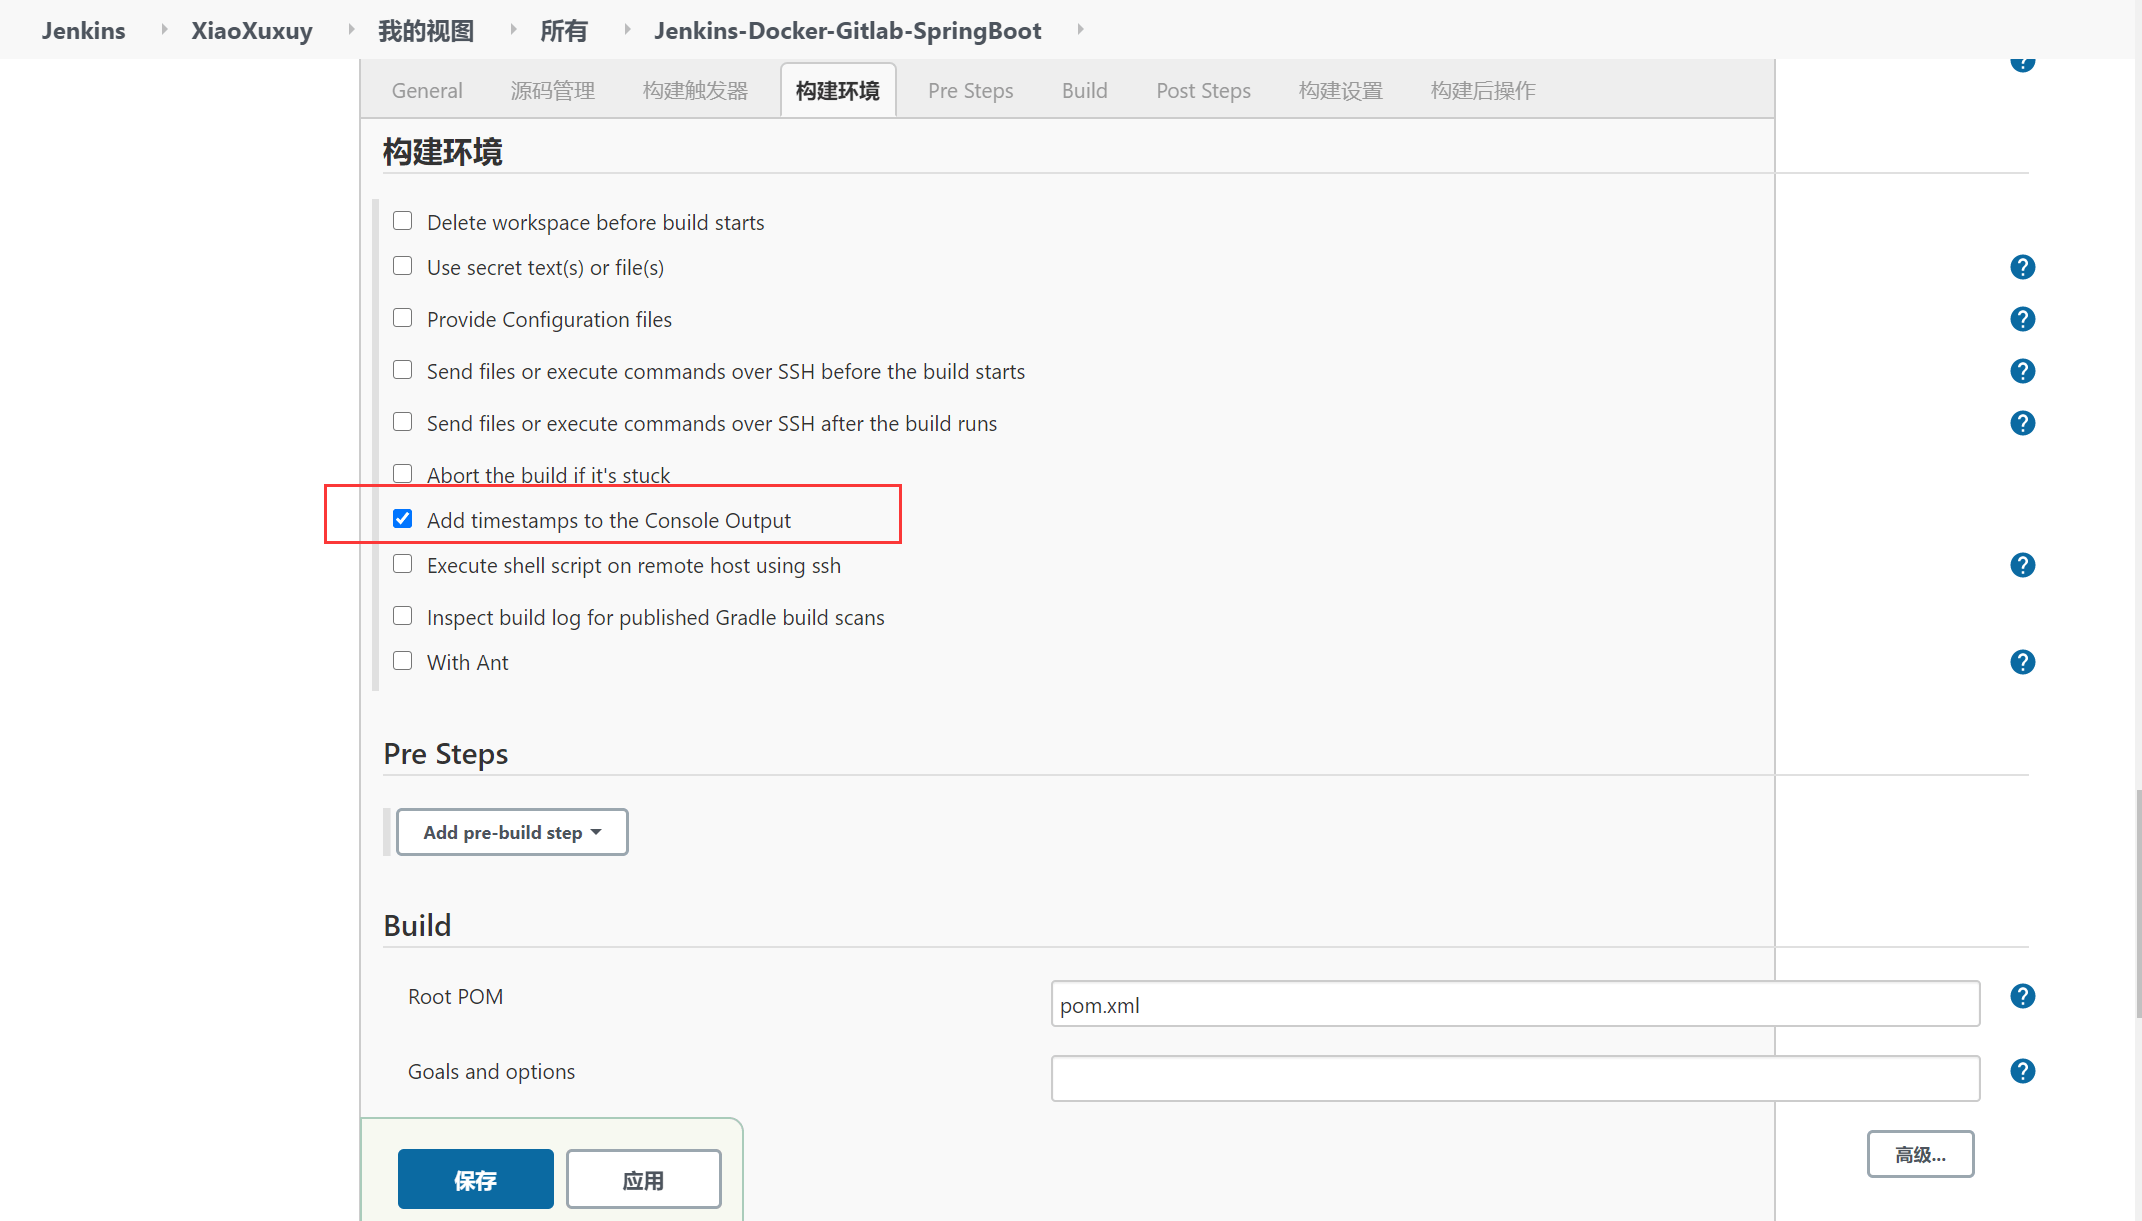 Jenkins XiaoXuxuy 我的视图 所有 Jenkins-Docker-Gitlab-SpringBoot
General 源码管理 构建触发器 构建环境 Pre Steps Build Post Steps 构建设置 构建后操作
构建环境
Delete workspace before build starts
Use secret text(s) or file(s)
Provide Configuration files
Send files or execute commands over SSH before the build starts
Send files or execute commands over SSH after the build runs
Abort the build if it's stuck
Add timestamps to the Console Output
Execute shell script on remote host using ssh
Inspect build log for published Gradle build scans
With Ant
Pre Steps
Add pre-build step
Build
Root POM
pom.xml
Goals and options
高级...
保存 应用